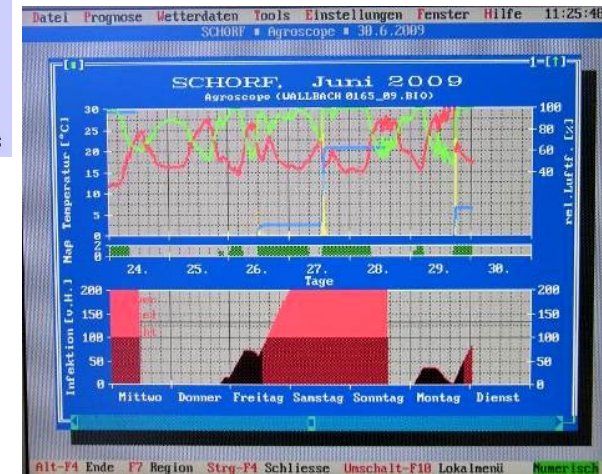 Datei Prognose Wetterdaten Tools Einstellungen Fenster Hilfe 11:25:48
SCHORF Agroscope 30.6.2009
SCHORF, Juni 2009
Agroscope (WALLBACH 0165_09.BIO)
Temperatur [°C]
30
25
20
15
10
5
0
100
80
60
40
rel.Luftf. [%]
Naß
2
0
24. 25. 26. 27. 28. 29. 30.
Tage
Infektion [v.H.]
200
150
100
50
0
200
150
100
50
0
Mittwo Donner Freitag Samstag Sonntag Montag Dienst
Alt-F4 Ende F7 Region Strg-F4 Schliesse Umschalt-F10 Lokalmenü Numerisch